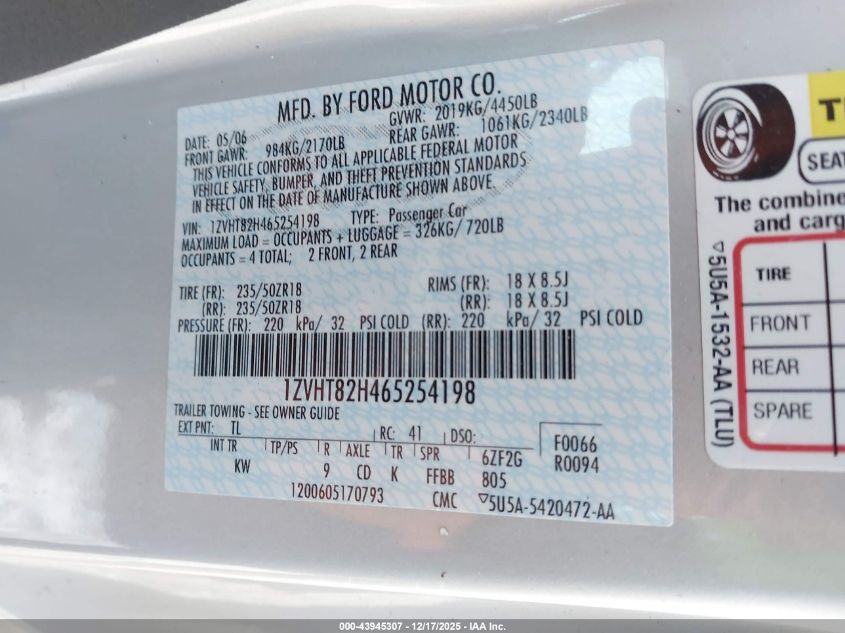 MFD. BY FORD MOTOR CO.
DATE: 05/06 GVWR: 2019KG/4450LB
FRONT GAWR: 984KG/2170LB REAR GAWR: 1061KG/2340LB
THIS VEHICLE CONFORMS TO ALL APPLICABLE FEDERAL MOTOR
VEHICLE SAFETY, BUMPER, AND THEFT PREVENTION STANDARDS
IN EFFECT ON THE DATE OF MANUFACTURE SHOWN ABOVE.
VIN: 1ZVHT82H465254198 TYPE: Passenger Car
MAXIMUM LOAD = OCCUPANTS + LUGGAGE = 326KG/ 720LB
OCCUPANTS = 4 TOTAL; 2 FRONT, 2 REAR
TIRE (FR): 235/50ZR18 RIMS (FR): 18 X 8.5J
(RR): 235/50ZR18 (RR): 18 X 8.5J
PRESSURE (FR): 220 kPa/ 32 PSI COLD (RR): 220 kPa/ 32 PSI COLD
1ZVHT82H465254198
TRAILER TOWING - SEE OWNER GUIDE
EXT PNT: TL RC: 41 DSO: F0066
INT TR TP/PS R AXLE TR SPR 6ZF2G R0094
KW 9 CD K FFBB 805
1200605170793 CMC ▽5U5A-5420472-AA
T
SEAT
The combine
and carg
TIRE
FRONT
REAR
SPARE
▽5U5A-1532-AA (TLU)
000-43945307 - 12/17/2025 - IAA Inc.